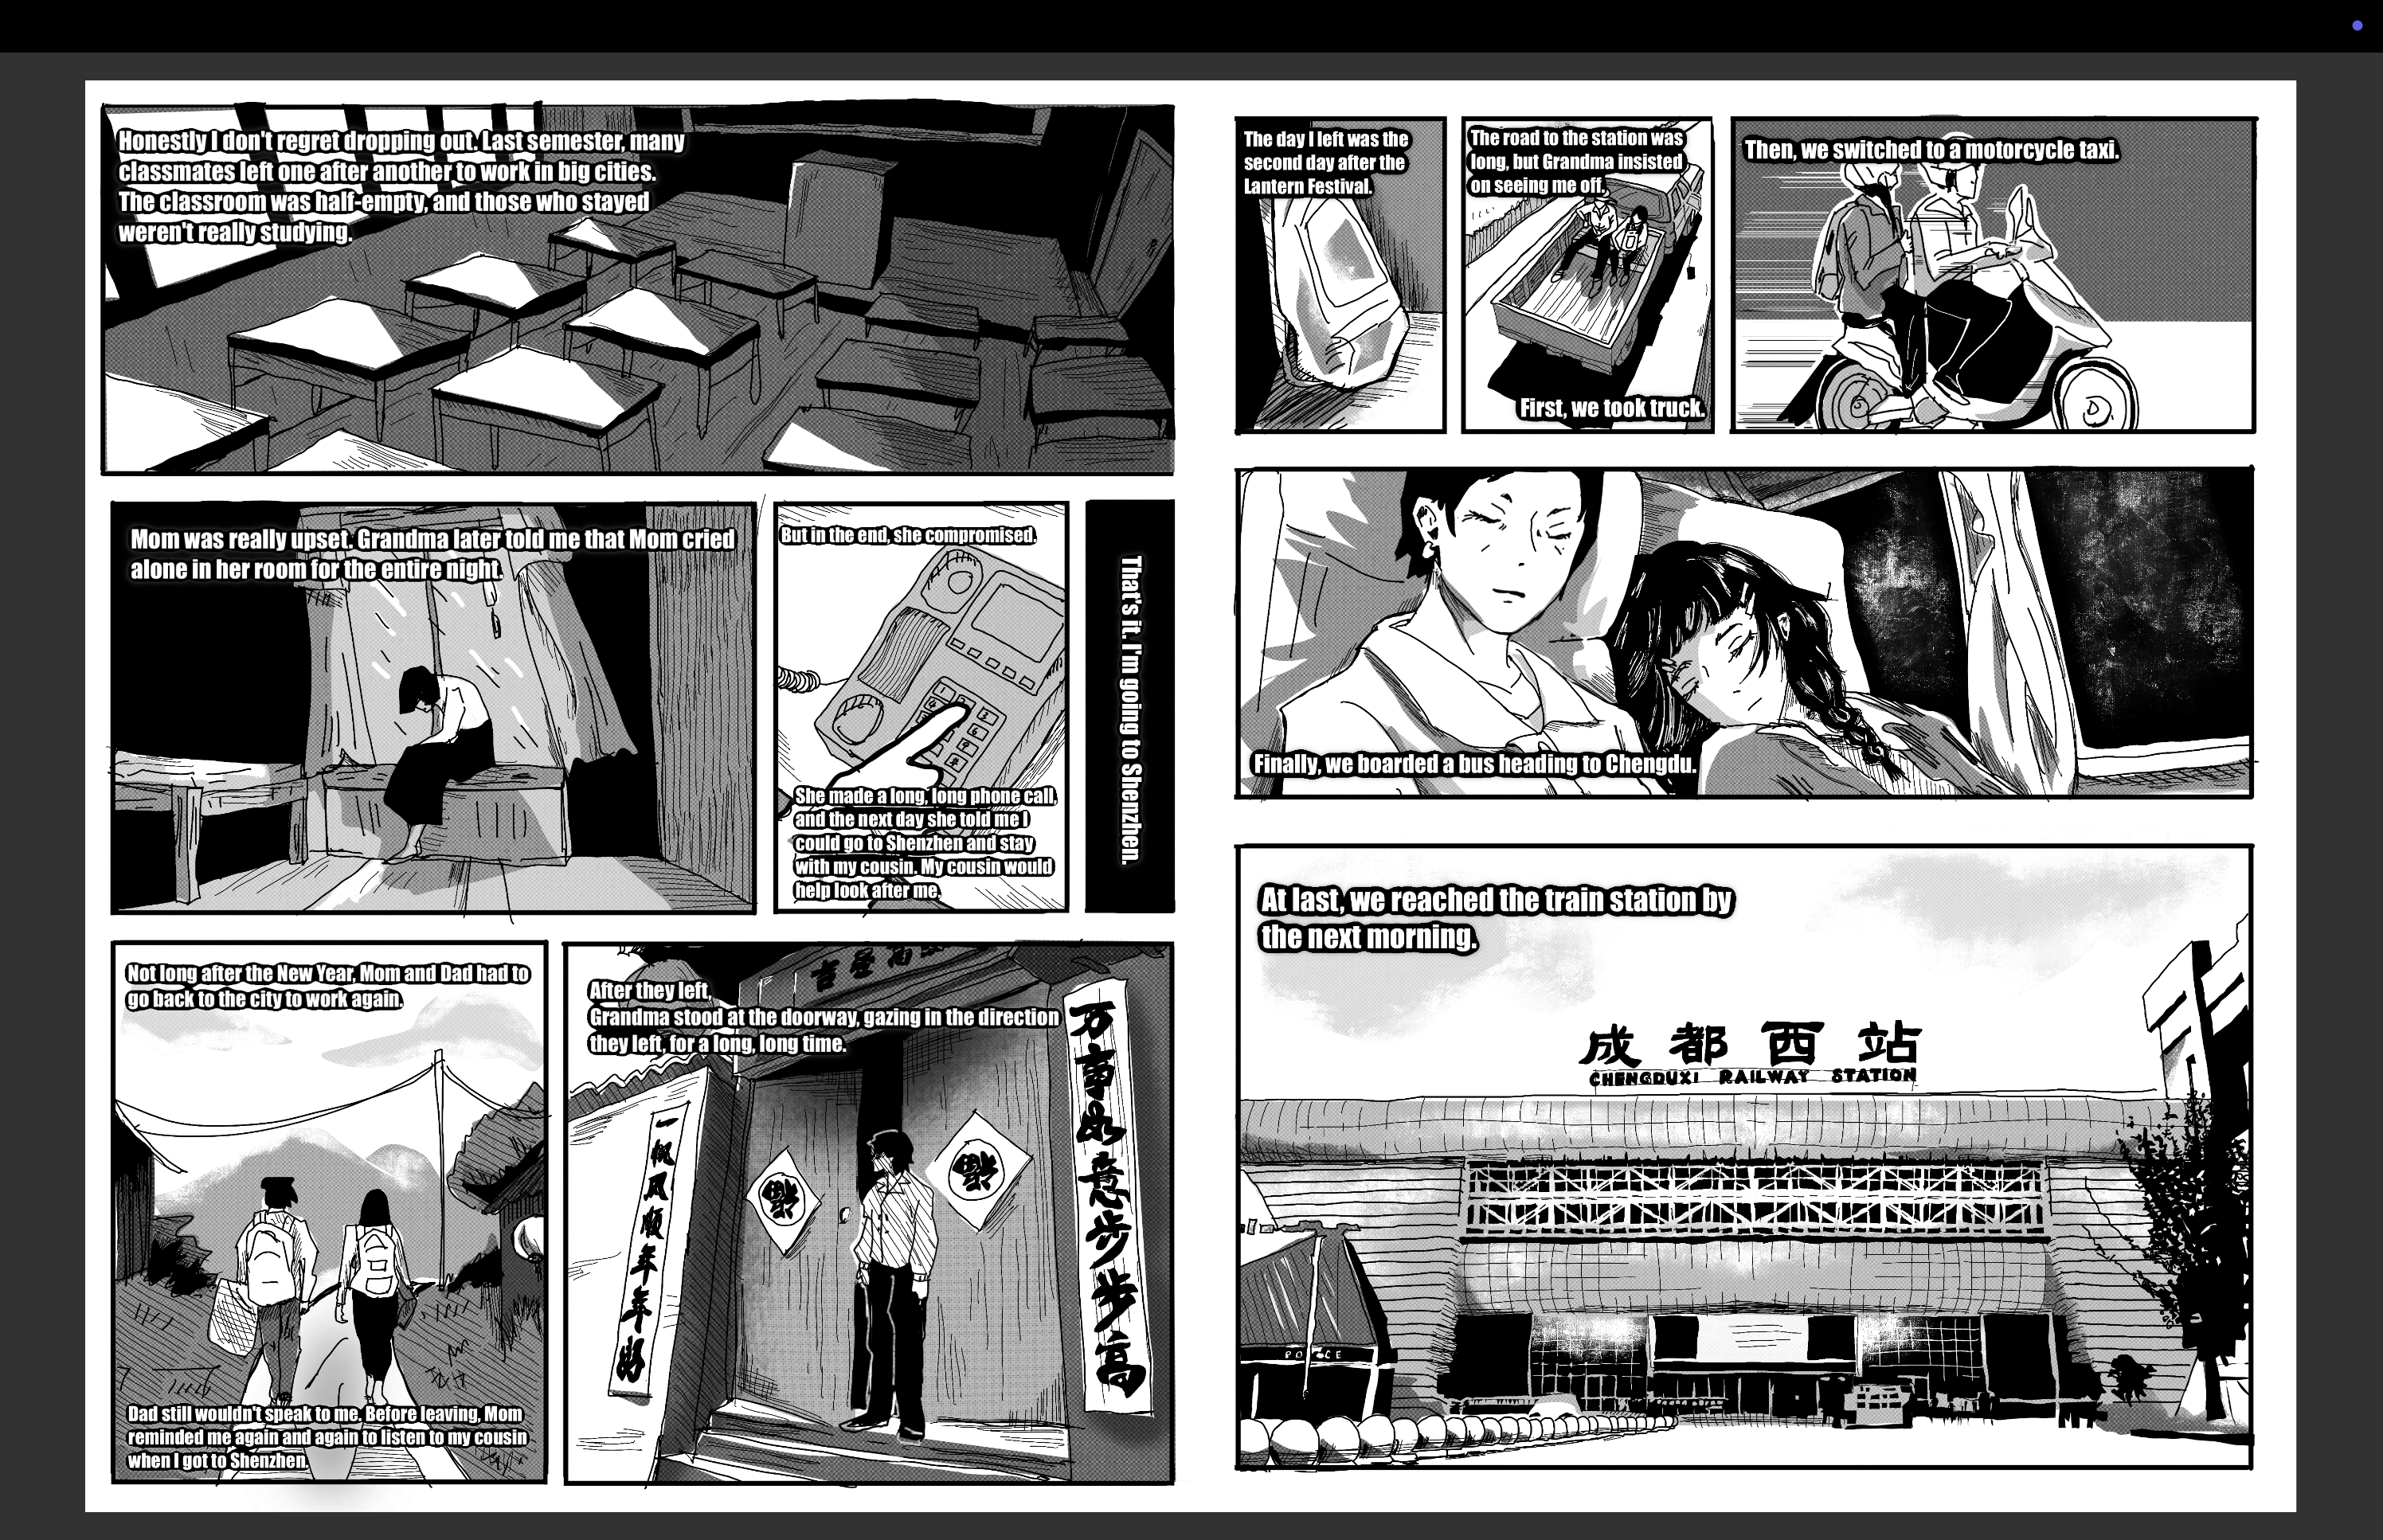 Honestly I don't regret dropping out. Last semester, many
classmates left one after another to work in big cities.
The classroom was half-empty, and those who stayed
weren't really studying.
Mom was really upset. Grandma later told me that Mom cried
alone in her room for the entire night.
But in the end, she compromised.
She made a long, long phone call,
and the next day she told me I
could go to Shenzhen and stay
with my cousin. My cousin would
help look after me.
That's it. I'm going to Shenzhen.
Not long after the New Year, Mom and Dad had to
go back to the city to work again.
Dad still wouldn't speak to me. Before leaving, Mom
reminded me again and again to listen to my cousin
when I got to Shenzhen.
After they left,
Grandma stood at the doorway, gazing in the direction
they left, for a long, long time.
吉星高
万事如意步步高
一帆风顺年年好
福
福
The day I left was the
second day after the
Lantern Festival.
The road to the station was
long, but Grandma insisted
on seeing me off.
First, we took truck.
Then, we switched to a motorcycle taxi.
Finally, we boarded a bus heading to Chengdu.
At last, we reached the train station by
the next morning.
成都西站
CHENGDUXI RAILWAY STATION
POLICE